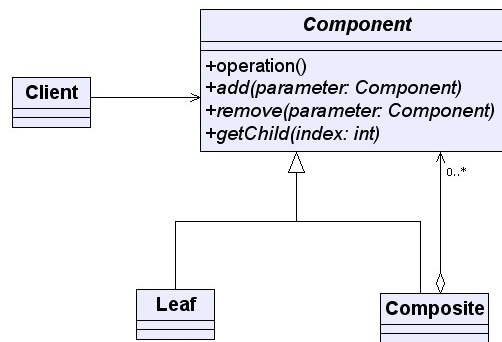 Component
+operation()
+add(parameter: Component)
+remove(parameter: Component)
+getChild(index: int)
Client
0..*
Leaf
Composite